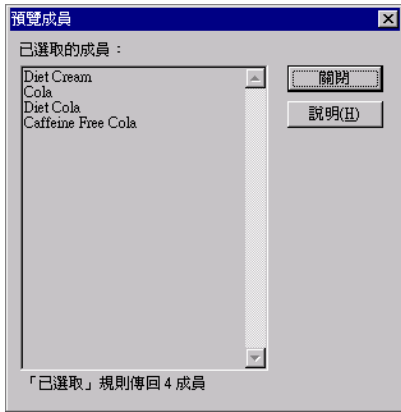 預覽成員
已選取的成員：
Diet Cream
Cola
Diet Cola
Caffeine Free Cola
關閉
說明(H)
「已選取」規則傳回 4 成員